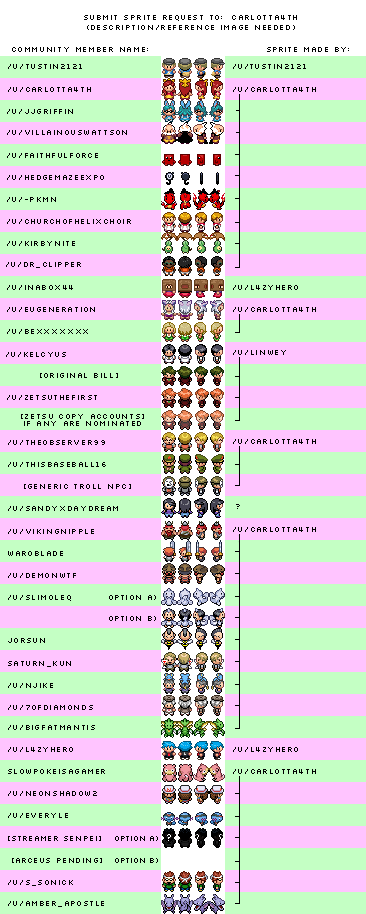 SUBMIT SPRITE REQUEST TO: CARLOTTA4TH
(DESCRIPTION/REFERENCE IMAGE NEEDED)
COMMUNITY MEMBER NAME: SPRITE MADE BY:
/U/TUSTIN2121 /U/TUSTIN2121
/U/CARLOTTA4TH /U/CARLOTTA4TH
/U/JJGRIFFIN
/U/VILLAINOUSWATTSON
/U/FAITHFULFORCE
/U/HEDGEMAZEEXPO
/U/-PKMN
/U/CHURCHOFHELIXCHOIR
/U/KIRBYNITE
/U/DR_CLIPPER
/U/INABOX44 /U/L4ZYHERO
/U/EUGENERATION /U/CARLOTTA4TH
/U/BEXXXXXXX
/U/KELCYUS /U/LINWEY
[ORIGINAL BILL]
/U/ZETSUTHEFIRST
[ZETSU COPY ACCOUNTS]
IF ANY ARE NOMINATED
/U/THEOBSERVER99 /U/CARLOTTA4TH
/U/THISBASEBALL16
[GENERIC TROLL NPC]
/U/SANDYXDAYDREAM ?
/U/VIKINGNIPPLE /U/CARLOTTA4TH
WAROBLADE
/U/DEMONWTF
/U/SLIMOLEQ OPTION A)
OPTION B)
JORSUN
SATURN_KUN
/U/NJIKE
/U/7OFDIAMONDS
/U/BIGFATMANTIS
/U/L4ZYHERO /U/L4ZYHERO
SLOWPOKEISAGAMER /U/CARLOTTA4TH
/U/NEONSHADOW2
/U/EVERYLE
[STREAMER SENPEI] OPTION A)
[ARCEUS PENDING] OPTION B)
/U/S_SONICK
/U/AMBER_APOSTLE